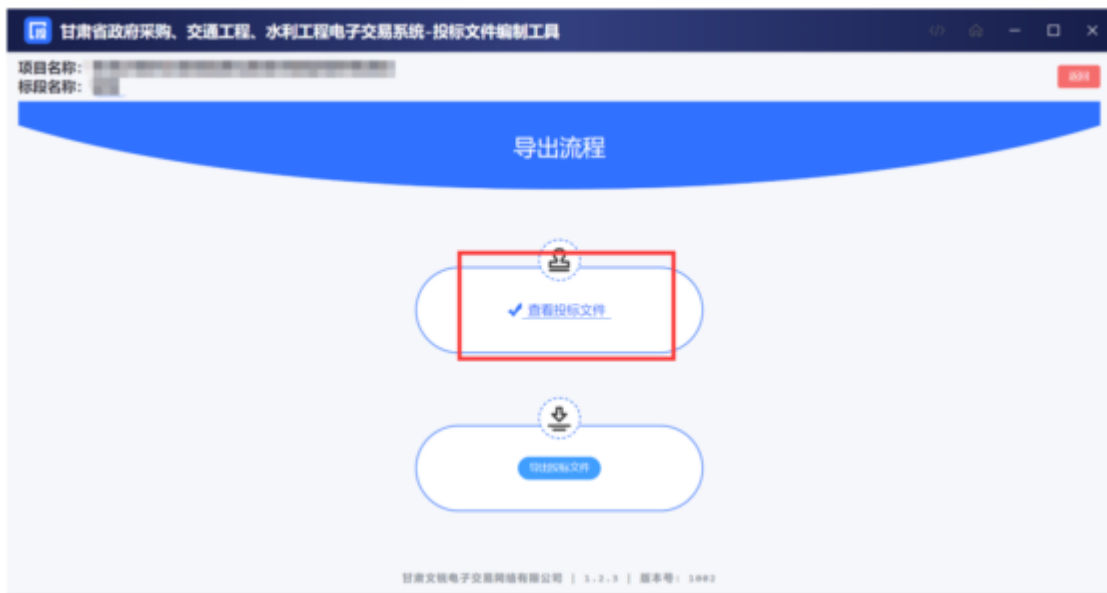 甘肃省政府采购、交通工程、水利工程电子交易系统-投标文件编制工具
项目名称:
标段名称:
返回
导出流程
查看投标文件
导出投标文件
甘肃文锐电子交易网络有限公司 | 1.2.3 | 版本号: 1002